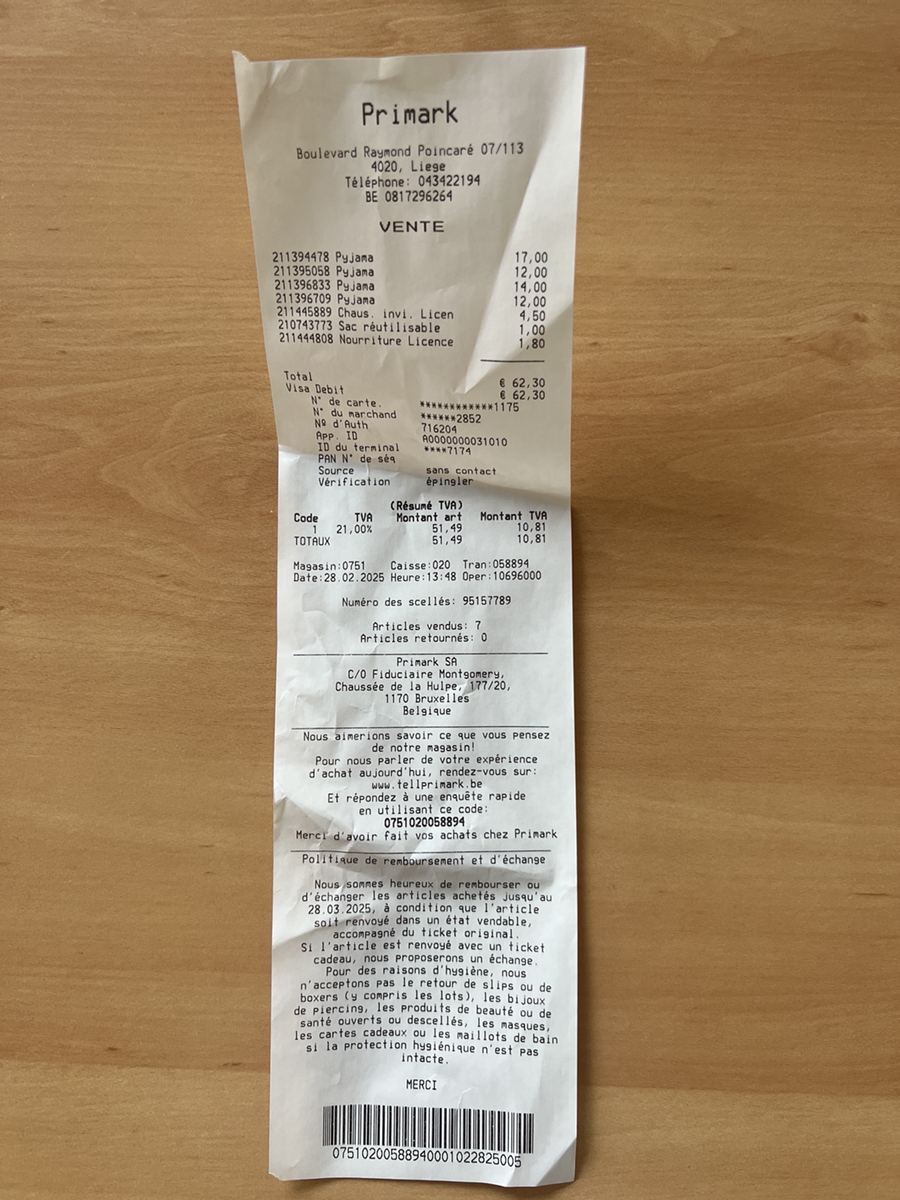 Primark
Boulevard Raymond Poincaré 07/113
4020, Liege
Téléphone: 043422194
BE 0817296264
VENTE
211394478 Pyjama 17,00
211395058 Pyjama 12,00
211396833 Pyjama 14,00
211396709 Pyjama 12,00
211445889 Chaus. invi. Licen 4,50
210743773 Sac réutilisable 1,00
211444808 Nourriture Licence 1,80
Total € 62,30
Visa Debit € 62,30
N° de carte. ************1175
N° du marchand ******2852
Nº d'Auth 716204
App. ID A0000000031010
ID du terminal ****7174
PAN N° de séq
Source sans contact
Vérification épingler
(Résumé TVA)
Code TVA Montant art Montant TVA
1 21,00% 51,49 10,81
TOTAUX 51,49 10,81
Magasin:0751 Caisse:020 Tran:058894
Date:28.02.2025 Heure:13:48 Oper:10696000
Numéro des scellés: 95157789
Articles vendus: 7
Articles retournés: 0
Primark SA
C/O Fiduciaire Montgomery,
Chaussée de la Hulpe, 177/20,
1170 Bruxelles
Belgique
Nous aimerions savoir ce que vous pensez
de notre magasin!
Pour nous parler de votre expérience
d'achat aujourd'hui, rendez-vous sur:
www.tellprimark.be
Et répondez à une enquête rapide
en utilisant ce code:
0751020058894
Merci d'avoir fait vos achats chez Primark
Politique de remboursement et d'échange
Nous sommes heureux de rembourser ou
d'échanger les articles achetés jusqu'au
28.03.2025, à condition que l'article
soit renvoyé dans un état vendable,
accompagné du ticket original.
Si l'article est renvoyé avec un ticket
cadeau, nous proposerons un échange.
Pour des raisons d'hygiène, nous
n'acceptons pas le retour de slips ou de
boxers (y compris les lots), les bijoux
de piercing, les produits de beauté ou de
santé ouverts ou descellés, les masques,
les cartes cadeaux ou les maillots de bain
si la protection hygiénique n'est pas
intacte.
MERCI
07510200588940001022825005